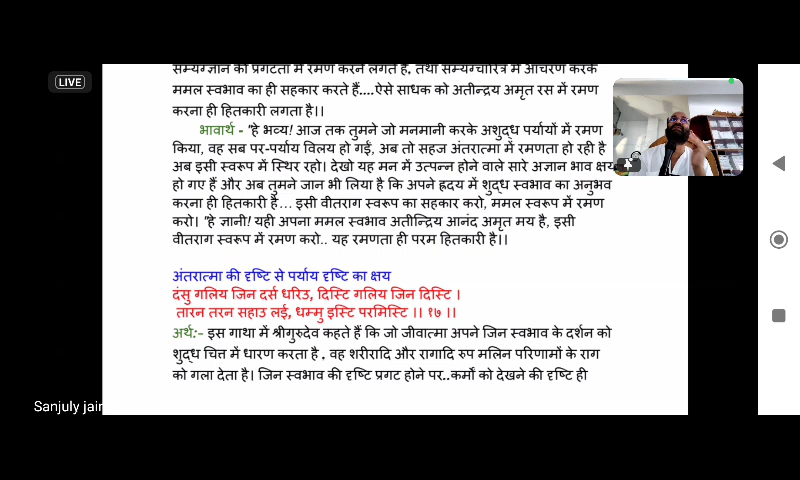 LIVE
सम्यग्ज्ञान की प्रगटता में रमण करने लगते है. तथा सम्यग्चारित्र में आचरण करके
ममल स्वभाव का ही सहकार करते हैं....ऐसे साधक को अतीन्द्रिय अमृत रस में रमण
करना ही हितकारी लगता है।।
भावार्थ - "हे भव्य! आज तक तुमने जो मनमानी करके अशुद्ध पर्यायों में रमण
किया, वह सब पर-पर्याय विलय हो गईं, अब तो सहज अंतरात्मा में रमणता हो रही है
अब इसी स्वरूप में स्थिर रहो। देखो यह मन में उत्पन्न होने वाले सारे अज्ञान भाव क्षय
हो गए हैं और अब तुमने जान भी लिया है कि अपने ह्रदय में शुद्ध स्वभाव का अनुभव
करना ही हितकारी है... इसी वीतराग स्वरूप का सहकार करो, ममल स्वरूप में रमण
करो। "हे ज्ञानी! यही अपना ममल स्वभाव अतीन्द्रिय आनंद अमृत मय है, इसी
वीतराग स्वरूप में रमण करो.. यह रमणता ही परम हितकारी है।।
अंतरात्मा की दृष्टि से पर्याय दृष्टि का क्षय
दंसु गलिय जिन दर्स धरिउ, दिस्टि गलिय जिन दिस्टि ।
तारन तरन सहाउ लई, धम्मु इस्टि परमिस्टि ।। १७ ।।
अर्थ:- इस गाथा में श्रीगुरुदेव कहते हैं कि जो जीवात्मा अपने जिन स्वभाव के दर्शन को
शुद्ध चित्त में धारण करता है . वह शरीरादि और रागादि रुप मलिन परिणामों के राग
को गला देता है। जिन स्वभाव की दृष्टि प्रगट होने पर..कर्मों को देखने की दृष्टि ही
Sanjuly jain